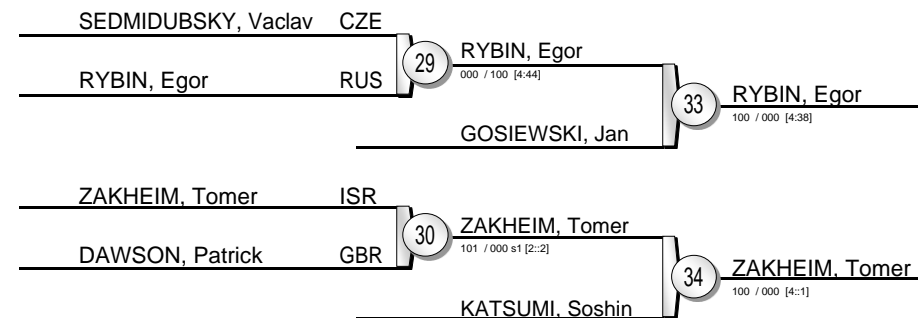 SEDMIDUBSKY, Vaclav CZE
29
RYBIN, Egor
000 / 100 [4:44]
RYBIN, Egor RUS
33
RYBIN, Egor
100 / 000 [4:38]
GOSIEWSKI, Jan
ZAKHEIM, Tomer ISR
30
ZAKHEIM, Tomer
101 / 000 s1 [2::2]
DAWSON, Patrick GBR
34
ZAKHEIM, Tomer
100 / 000 [4::1]
KATSUMI, Soshin